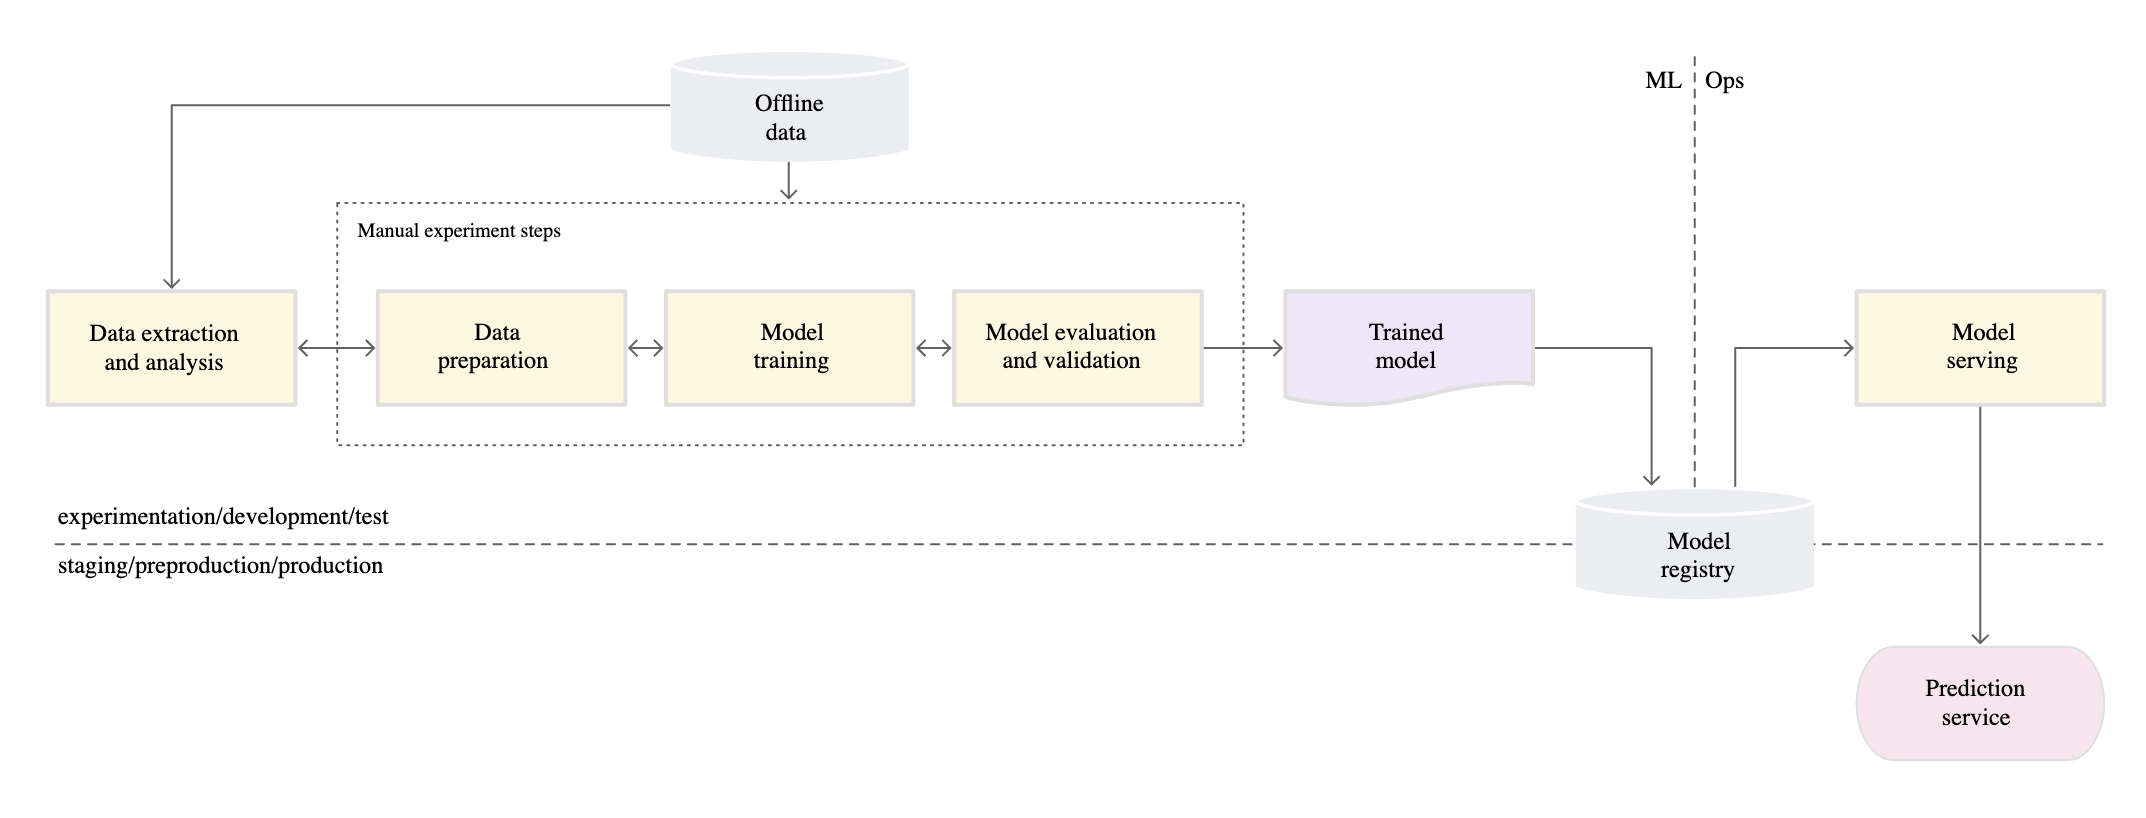 Offline
data
ML
Ops
Manual experiment steps
Data extraction
and analysis
Data
preparation
Model
training
Model evaluation
and validation
Trained
model
Model
serving
experimentation/development/test
staging/preproduction/production
Model
registry
Prediction
service